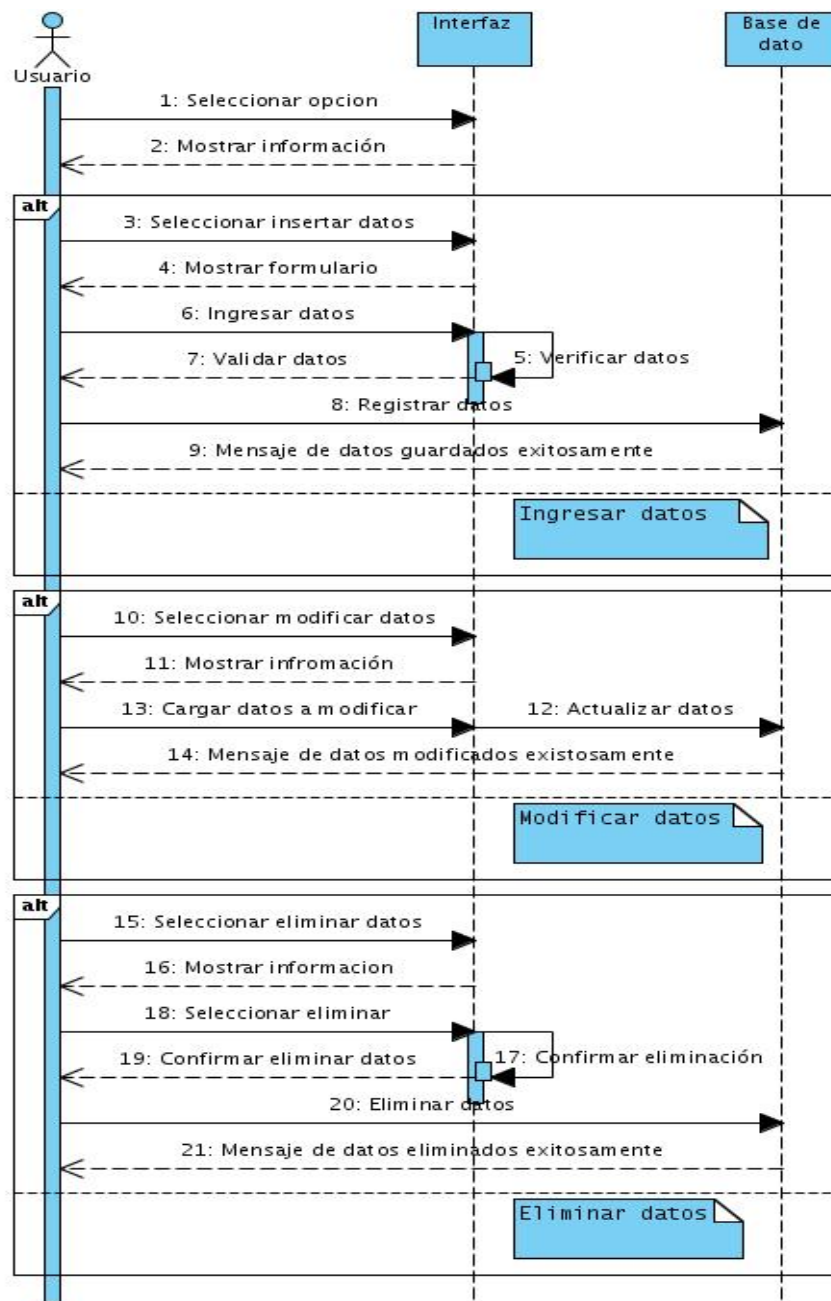 Interfaz
Base de
dato
Usuario
1: Seleccionar opcion
2: Mostrar información
alt
3: Seleccionar insertar datos
4: Mostrar formulario
6: Ingresar datos
5: Verificar datos
7: Validar datos
8: Registrar datos
9: Mensaje de datos guardados exitosamente
Ingresar datos
alt
10: Seleccionar modificar datos
11: Mostrar infromación
13: Cargar datos a modificar
12: Actualizar datos
14: Mensaje de datos modificados existosamente
Modificar datos
alt
15: Seleccionar eliminar datos
16: Mostrar informacion
18: Seleccionar eliminar
17: Confirmar eliminación
19: Confirmar eliminar datos
20: Eliminar datos
21: Mensaje de datos eliminados exitosamente
Eliminar datos